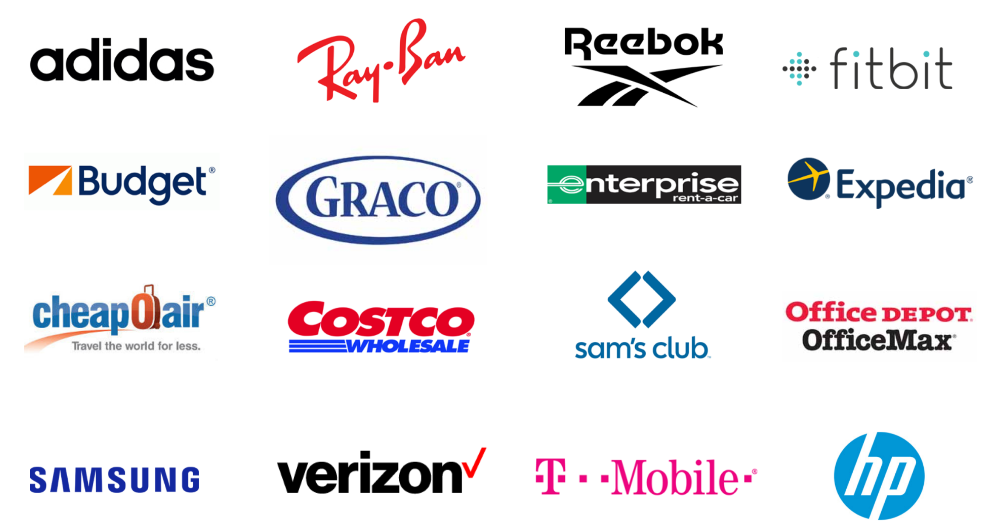 adidas
Ray-Ban
Reebok
fitbit
Budget®
GRACO®
enterprise
rent-a-car
®
Expedia®
®
cheapOair®
Travel the world for less.
COSTCO®
WHOLESALE
sam's club™
Office DEPOT®
OfficeMax®
SAMSUNG
verizon
T··Mobile·®
hp